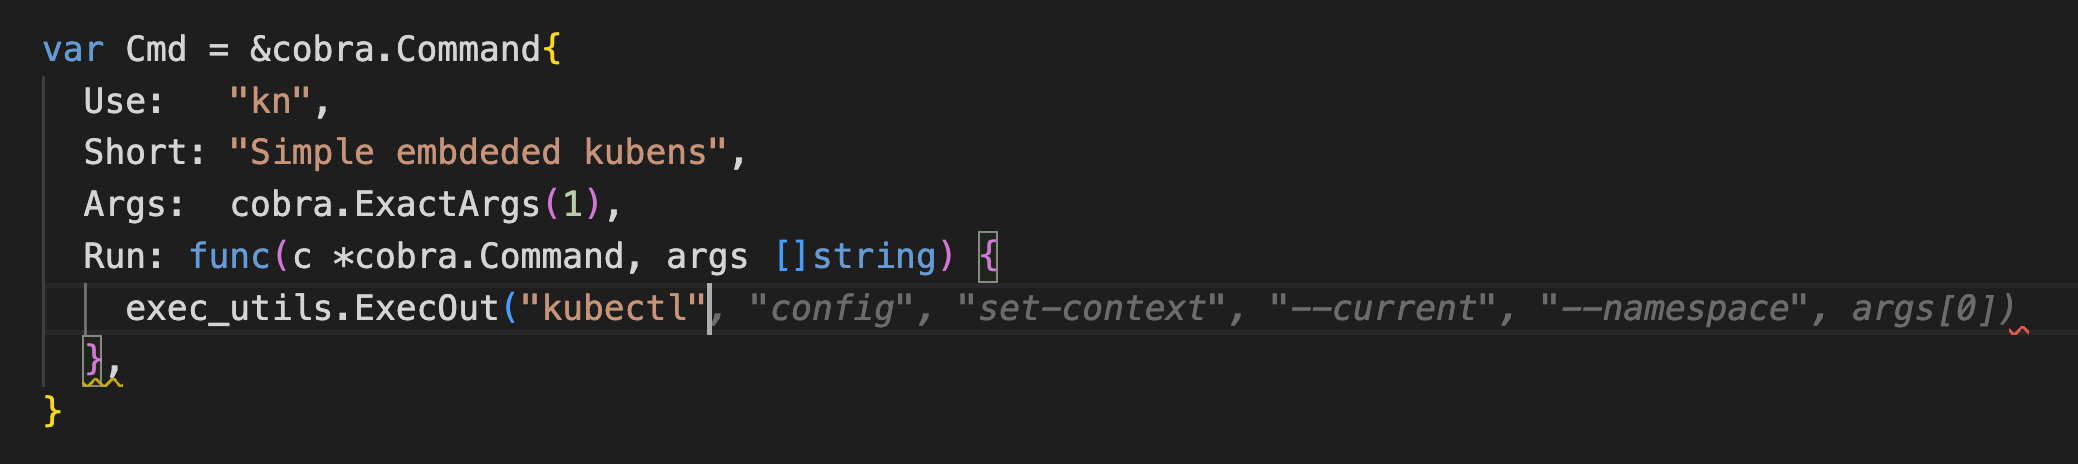 var Cmd = &cobra.Command{
Use: "kn",
Short: "Simple embdeded kubens",
Args: cobra.ExactArgs(1),
Run: func(c *cobra.Command, args []string) {
exec_utils.ExecOut("kubectl", "config", "set-context", "--current", "--namespace", args[0])
},
}